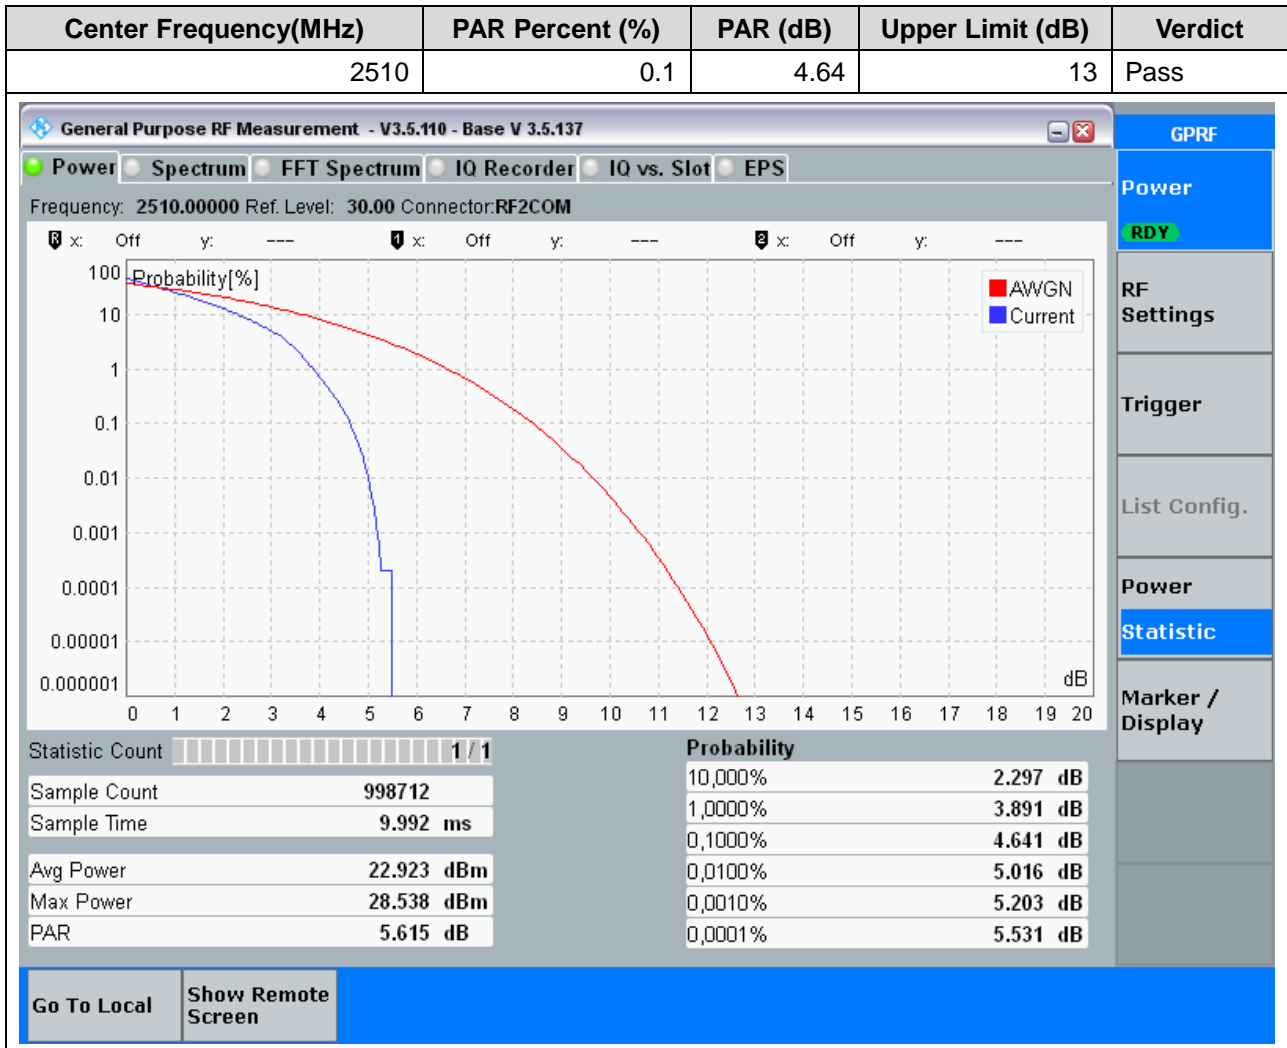 Center Frequency(MHz) PAR Percent (%) PAR (dB) Upper Limit (dB) Verdict
2510 0.1 4.64 13 Pass
General Purpose RF Measurement - V3.5.110 - Base V 3.5.137
GPRF
Power Spectrum FFT Spectrum IQ Recorder IQ vs. Slot EPS
Frequency: 2510.00000 Ref. Level: 30.00 Connector:RF2COM
R x: Off y: --- 1 x: Off y: --- 2 x: Off y: ---
Probability[%]
AWGN
Current
100
10
1
0.1
0.01
0.001
0.0001
0.00001
0.000001
dB
0 1 2 3 4 5 6 7 8 9 10 11 12 13 14 15 16 17 18 19 20
Statistic Count 1 / 1
Sample Count 998712
Sample Time 9.992 ms
Avg Power 22.923 dBm
Max Power 28.538 dBm
PAR 5.615 dB
Probability
10,000% 2.297 dB
1,0000% 3.891 dB
0,1000% 4.641 dB
0,0100% 5.016 dB
0,0010% 5.203 dB
0,0001% 5.531 dB
Power
RDY
RF
Settings
Trigger
List Config.
Power
Statistic
Marker /
Display
Go To Local
Show Remote
Screen